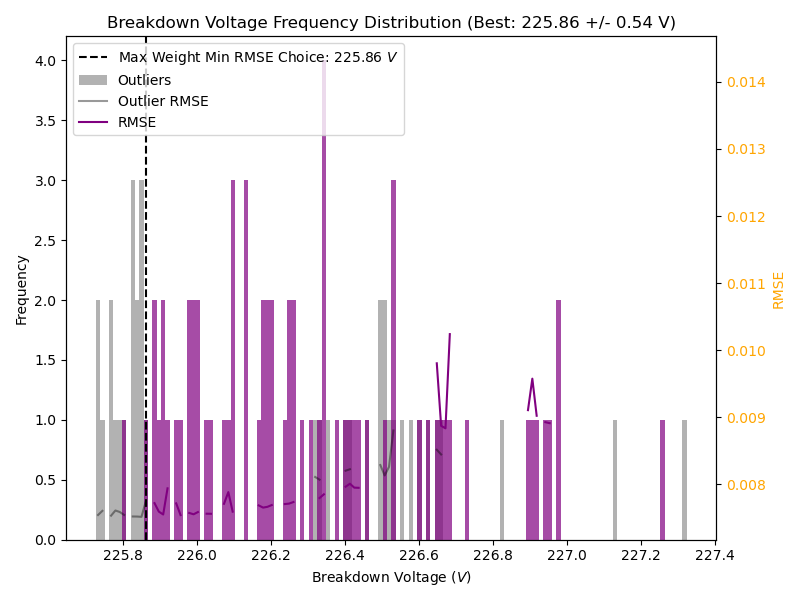 Breakdown Voltage Frequency Distribution (Best: 225.86 +/- 0.54 V)
Max Weight Min RMSE Choice: 225.86 V
Outliers
Outlier RMSE
RMSE
4.0
3.5
3.0
2.5
2.0
1.5
1.0
0.5
0.0
Frequency
0.014
0.013
0.012
0.011
0.010
0.009
0.008
RMSE
225.8 226.0 226.2 226.4 226.6 226.8 227.0 227.2 227.4
Breakdown Voltage (V)